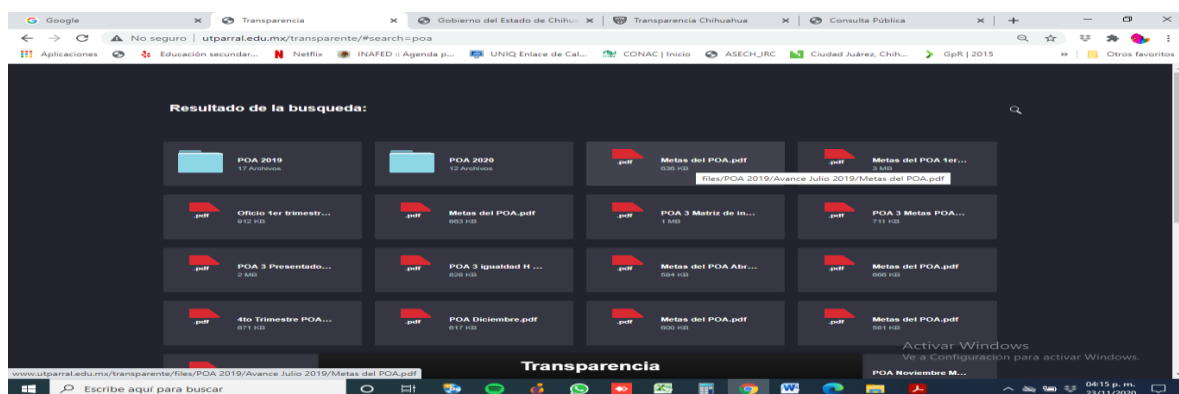 Google
Transparencia
Gobierno del Estado de Chihu
Transparencia Chihuahua
Consulta Pública
No seguro | utparral.edu.mx/transparente/#search=poa
Aplicaciones
Educación secundar...
Netflix
INAFED :: Agenda p...
UNIQ Enlace de Cal...
CONAC | Inicio
ASECH_IRC
Ciudad Juárez, Chih...
GpR | 2015
»
Otros favoritos
Resultado de la busqueda:
POA 2019
17 Archivos
POA 2020
12 Archivos
.pdf
Metas del POA.pdf
636 KB
.pdf
Metas del POA 1er...
3 MB
files/POA 2019/Avance Julio 2019/Metas del POA.pdf
.pdf
Oficio 1er trimestr...
912 KB
.pdf
Metas del POA.pdf
663 KB
.pdf
POA 3 Matriz de in...
1 MB
.pdf
POA 3 Metas POA...
711 KB
.pdf
POA 3 Presentado...
2 MB
.pdf
POA 3 igualdad H ...
828 KB
.pdf
Metas del POA Abr...
584 KB
.pdf
Metas del POA.pdf
666 KB
.pdf
4to Trimestre POA...
671 KB
.pdf
POA Diciembre.pdf
617 KB
.pdf
Metas del POA.pdf
600 KB
.pdf
Metas del POA.pdf
581 KB
Activar Windows
Ve a Configuración para activar Windows.
Transparencia
POA Noviembre M...
www.utparral.edu.mx/transparente/files/POA 2019/Avance Julio 2019/Metas del POA.pdf
Escribe aquí para buscar
04:15 p. m.
23/11/2020